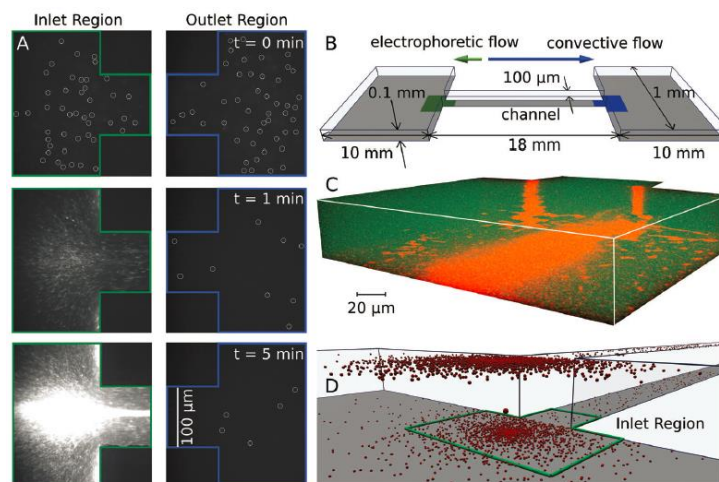 Inlet Region
Outlet Region
A
t = 0 min
t = 1 min
t = 5 min
100 μm
B
electrophoretic flow
convective flow
100 μm
0.1 mm
channel
1 mm
10 mm
18 mm
10 mm
C
20 μm
D
Inlet Region